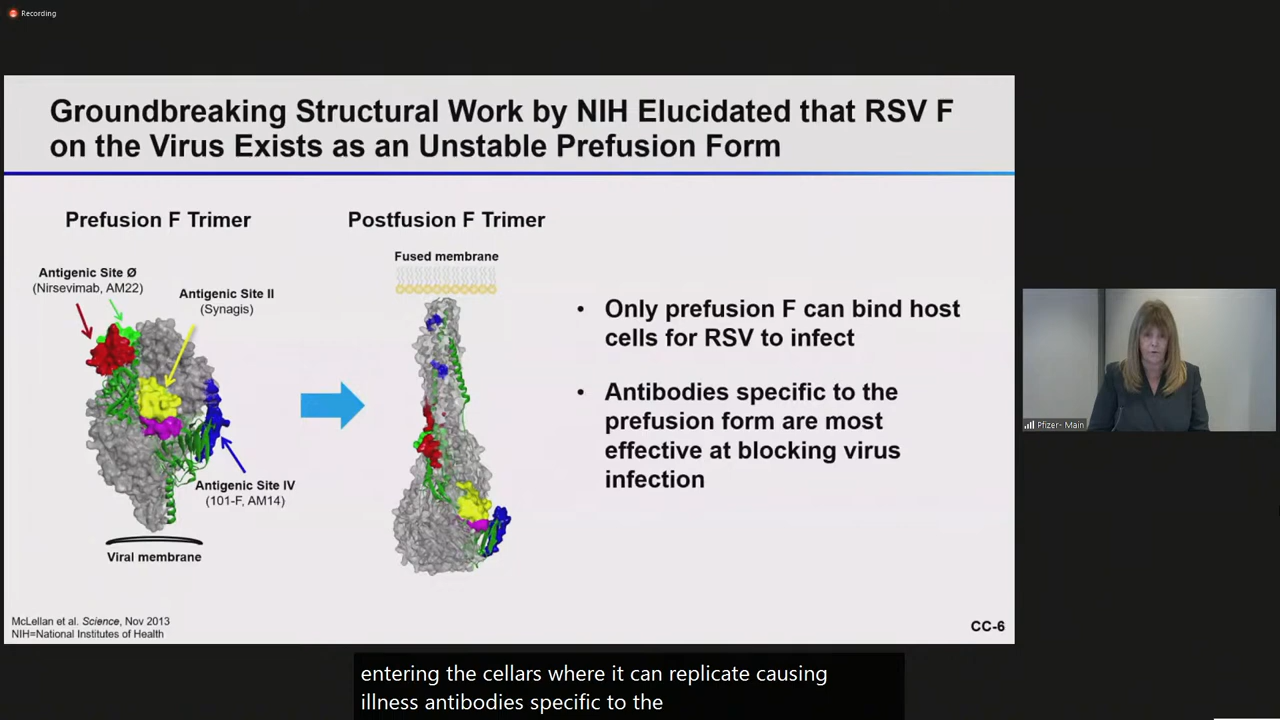 Recording
Groundbreaking Structural Work by NIH Elucidated that RSV F
on the Virus Exists as an Unstable Prefusion Form
Prefusion F Trimer
Postfusion F Trimer
Fused membrane
Antigenic Site Ø
(Nirsevimab, AM22)
Antigenic Site II
(Synagis)
Antigenic Site IV
(101-F, AM14)
Viral membrane
• Only prefusion F can bind host
cells for RSV to infect
• Antibodies specific to the
prefusion form are most
effective at blocking virus
infection
Pfizer- Main
McLellan et al. Science, Nov 2013
NIH=National Institutes of Health
CC-6
entering the cellars where it can replicate causing
illness antibodies specific to the